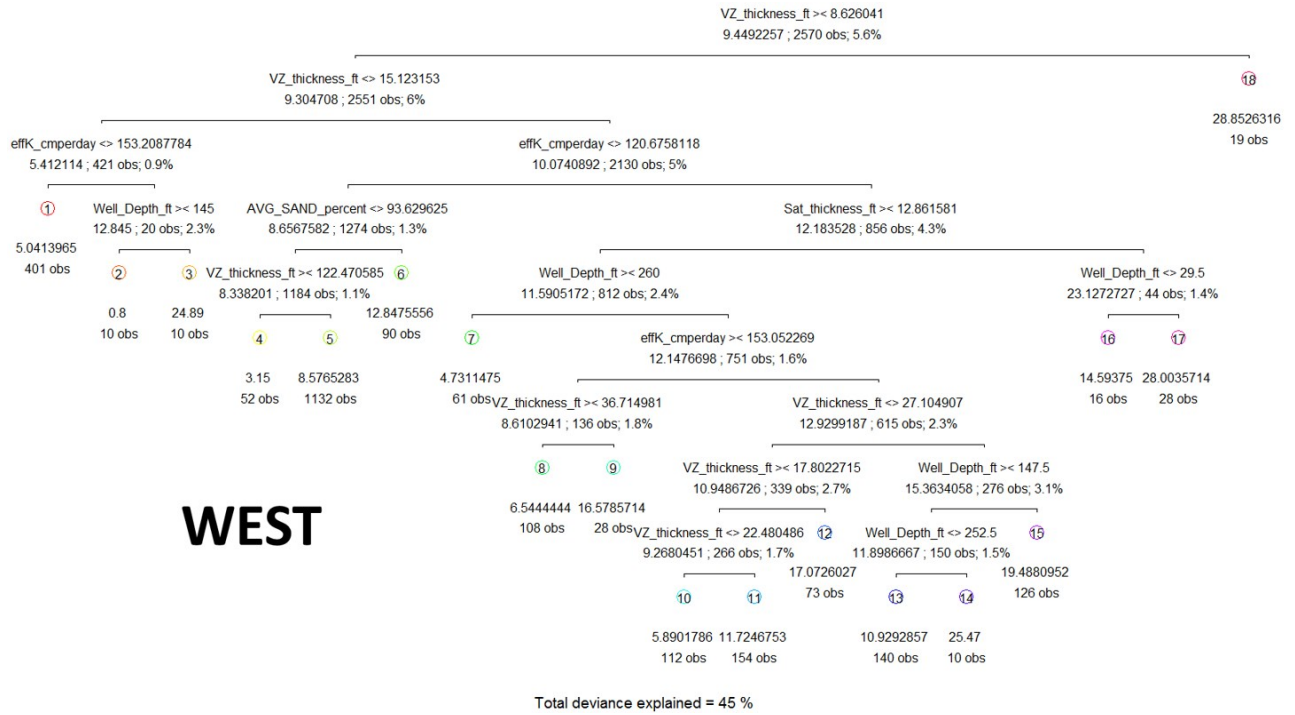 VZ_thickness_ft >< 8.626041
9.4492257 ; 2570 obs; 5.6%
VZ_thickness_ft <> 15.123153
9.304708 ; 2551 obs; 6%
18
28.8526316
19 obs
effK_cmperday <> 153.2087784
5.412114 ; 421 obs; 0.9%
effK_cmperday <> 120.6758118
10.0740892 ; 2130 obs; 5%
1
5.0413965
401 obs
Well_Depth_ft >< 145
12.845 ; 20 obs; 2.3%
AVG_SAND_percent <> 93.629625
8.6567582 ; 1274 obs; 1.3%
Sat_thickness_ft >< 12.861581
12.183528 ; 856 obs; 4.3%
2
0.8
10 obs
3
24.89
10 obs
VZ_thickness_ft >< 122.470585
8.338201 ; 1184 obs; 1.1%
6
12.8475556
90 obs
Well_Depth_ft >< 260
11.5905172 ; 812 obs; 2.4%
Well_Depth_ft <> 29.5
23.1272727 ; 44 obs; 1.4%
4
3.15
52 obs
5
8.5765283
1132 obs
7
4.7311475
61 obs
effK_cmperday >< 153.052269
12.1476698 ; 751 obs; 1.6%
16
14.59375
16 obs
17
28.0035714
28 obs
VZ_thickness_ft >< 36.714981
8.6102941 ; 136 obs; 1.8%
VZ_thickness_ft <> 27.104907
12.9299187 ; 615 obs; 2.3%
8
6.5444444
108 obs
9
16.5785714
28 obs
VZ_thickness_ft >< 17.8022715
10.9486726 ; 339 obs; 2.7%
Well_Depth_ft >< 147.5
15.3634058 ; 276 obs; 3.1%
WEST
VZ_thickness_ft <> 22.480486
9.2680451 ; 266 obs; 1.7%
12
17.0726027
73 obs
Well_Depth_ft <> 252.5
11.8986667 ; 150 obs; 1.5%
15
19.4880952
126 obs
10
5.8901786
112 obs
11
11.7246753
154 obs
13
10.9292857
140 obs
14
25.47
10 obs
Total deviance explained = 45 %